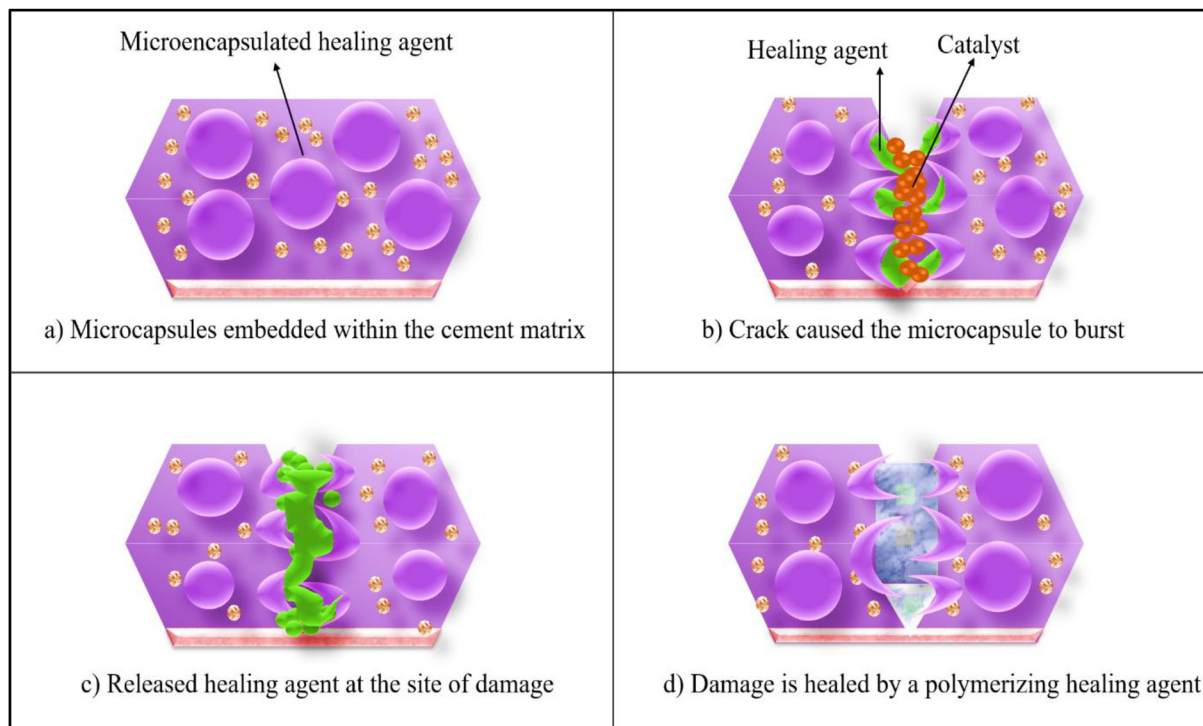 Microencapsulated healing agent
a) Microcapsules embedded within the cement matrix
Healing agent
Catalyst
b) Crack caused the microcapsule to burst
c) Released healing agent at the site of damage
d) Damage is healed by a polymerizing healing agent